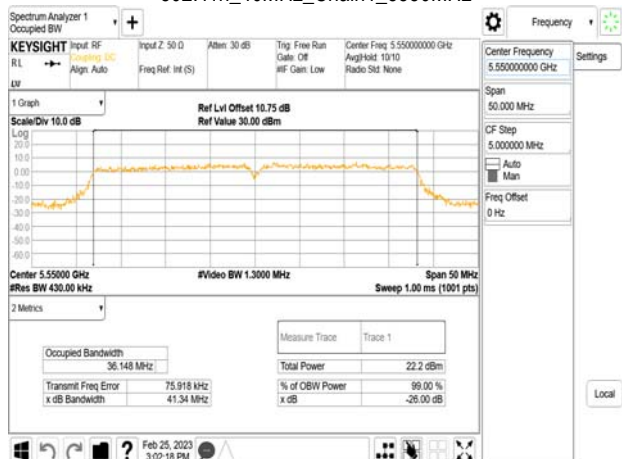 Spectrum Analyzer 1
Occupied BW
Frequency
KEYSIGHT
RL
Input: RF
Coupling: DC
Align: Auto
Input Z: 50 Ω
Freq Ref: Int (S)
Atten: 30 dB
Trig: Free Run
Gate: Off
#IF Gain: Low
Center Freq: 5.550000000 GHz
Avg|Hold: 10/10
Radio Std: None
Center Frequency
5.550000000 GHz
Settings
Span
50.000 MHz
CF Step
5.000000 MHz
Auto
Man
Freq Offset
0 Hz
1 Graph
Scale/Div 10.0 dB
Ref Lvl Offset 10.75 dB
Ref Value 30.00 dBm
Log
20.0
10.0
0.00
-10.0
-20.0
-30.0
-40.0
-50.0
-60.0
Center 5.55000 GHz
#Video BW 1.3000 MHz
Span 50 MHz
#Res BW 430.00 kHz
Sweep 1.00 ms (1001 pts)
2 Metrics
Measure Trace Trace 1
Occupied Bandwidth
36.148 MHz
Total Power 22.2 dBm
Transmit Freq Error 75.918 kHz
% of OBW Power 99.00 %
x dB Bandwidth 41.34 MHz
x dB -26.00 dB
Local
?
Feb 25, 2023
3:02:18 PM